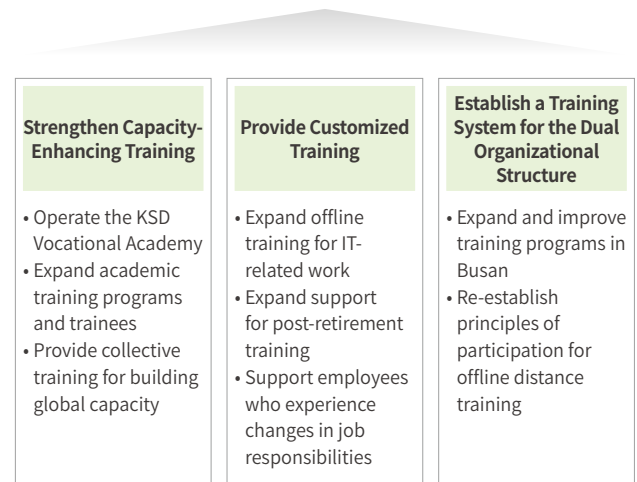 Strengthen Capacity-
Enhancing Training
• Operate the KSD
Vocational Academy
• Expand academic
training programs
and trainees
• Provide collective
training for building
global capacity
Provide Customized
Training
• Expand offline
training for IT-
related work
• Expand support
for post-retirement
training
• Support employees
who experience
changes in job
responsibilities
Establish a Training
System for the Dual
Organizational
Structure
• Expand and improve
training programs in
Busan
• Re-establish
principles of
participation for
offline distance
training